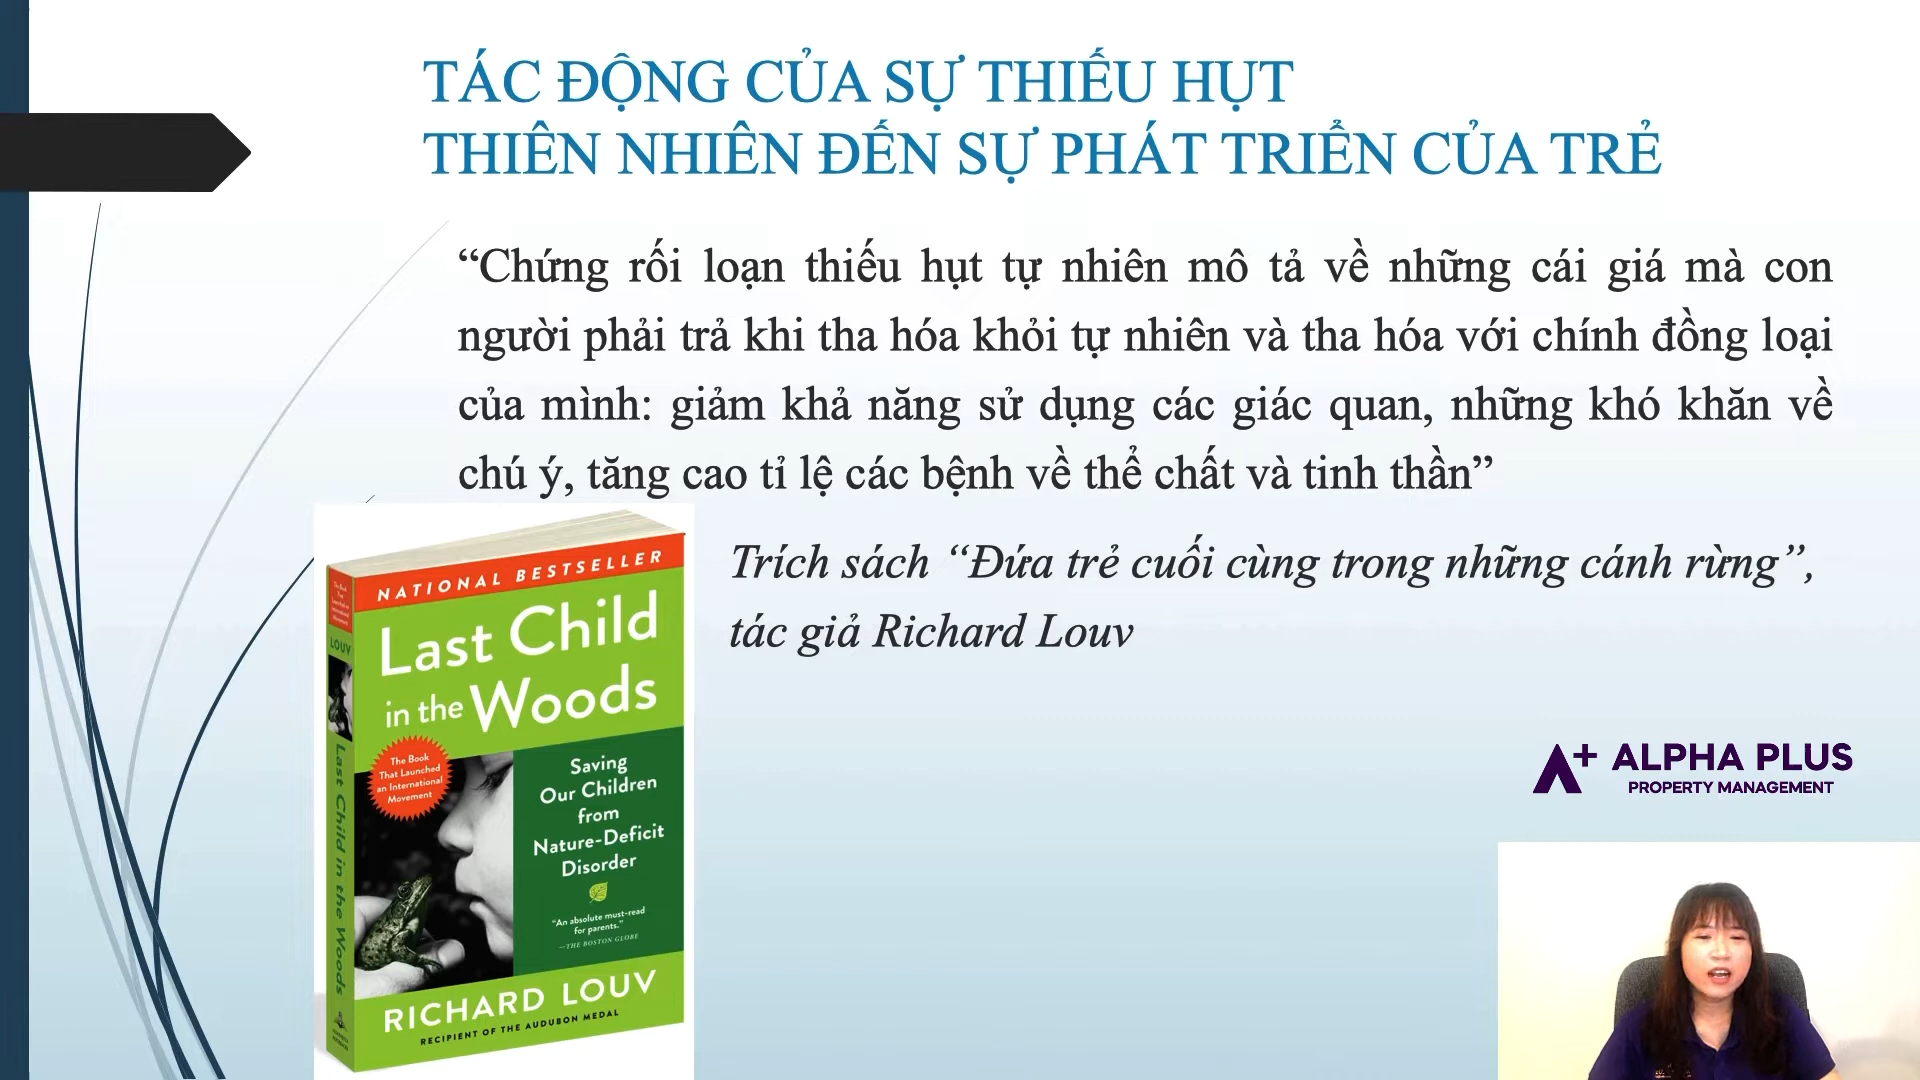 TÁC ĐỘNG CỦA SỰ THIẾU HỤT
THIÊN NHIÊN ĐẾN SỰ PHÁT TRIỂN CỦA TRẺ
“Chứng rối loạn thiếu hụt tự nhiên mô tả về những cái giá mà con
người phải trả khi tha hóa khỏi tự nhiên và tha hóa với chính đồng loại
của mình: giảm khả năng sử dụng các giác quan, những khó khăn về
chú ý, tăng cao tỉ lệ các bệnh về thể chất và tinh thần”
Trích sách “Đứa trẻ cuối cùng trong những cánh rừng”,
tác giả Richard Louv
NATIONAL BESTSELLER
Last Child
in the Woods
The Book
That Launched
an International
Movement
Saving
Our Children
from
Nature-Deficit
Disorder
“An absolute must-read
for parents.”
—THE BOSTON GLOBE
RICHARD LOUV
RECIPIENT OF THE AUDUBON MEDAL
LOUV
Last Child in the Woods
A+ ALPHA PLUS
PROPERTY MANAGEMENT